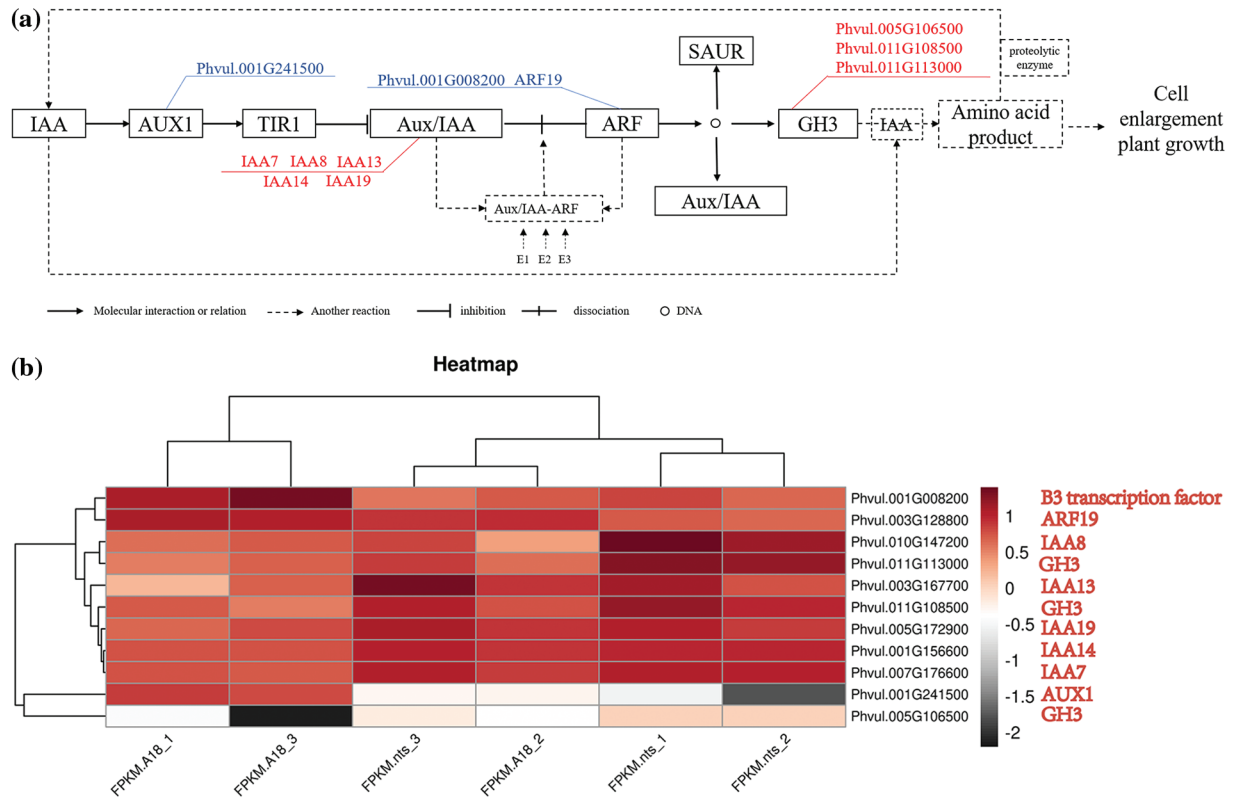 (a)
Phvul.005G106500
Phvul.011G108500
Phvul.011G113000
proteolytic
enzyme
SAUR
Phvul.001G241500
Phvul.001G008200 ARF19
IAA
AUX1
TIR1
Aux/IAA
ARF
GH3
IAA
Amino acid
product
Cell
enlargement
plant growth
IAA7 IAA8 IAA13
IAA14 IAA19
Aux/IAA-ARF
Aux/IAA
E1 E2 E3
Molecular interaction or relation
Another reaction
inhibition
dissociation
DNA
(b)
Heatmap
Phvul.001G008200
Phvul.003G128800
Phvul.010G147200
Phvul.011G113000
Phvul.003G167700
Phvul.011G108500
Phvul.005G172900
Phvul.001G156600
Phvul.007G176600
Phvul.001G241500
Phvul.005G106500
1
0.5
0
-0.5
-1
-1.5
-2
B3 transcription factor
ARF19
IAA8
GH3
IAA13
GH3
IAA19
IAA14
IAA7
AUX1
GH3
FPKM.A18_1
FPKM.A18_3
FPKM.nts_3
FPKM.A18_2
FPKM.nts_1
FPKM.nts_2